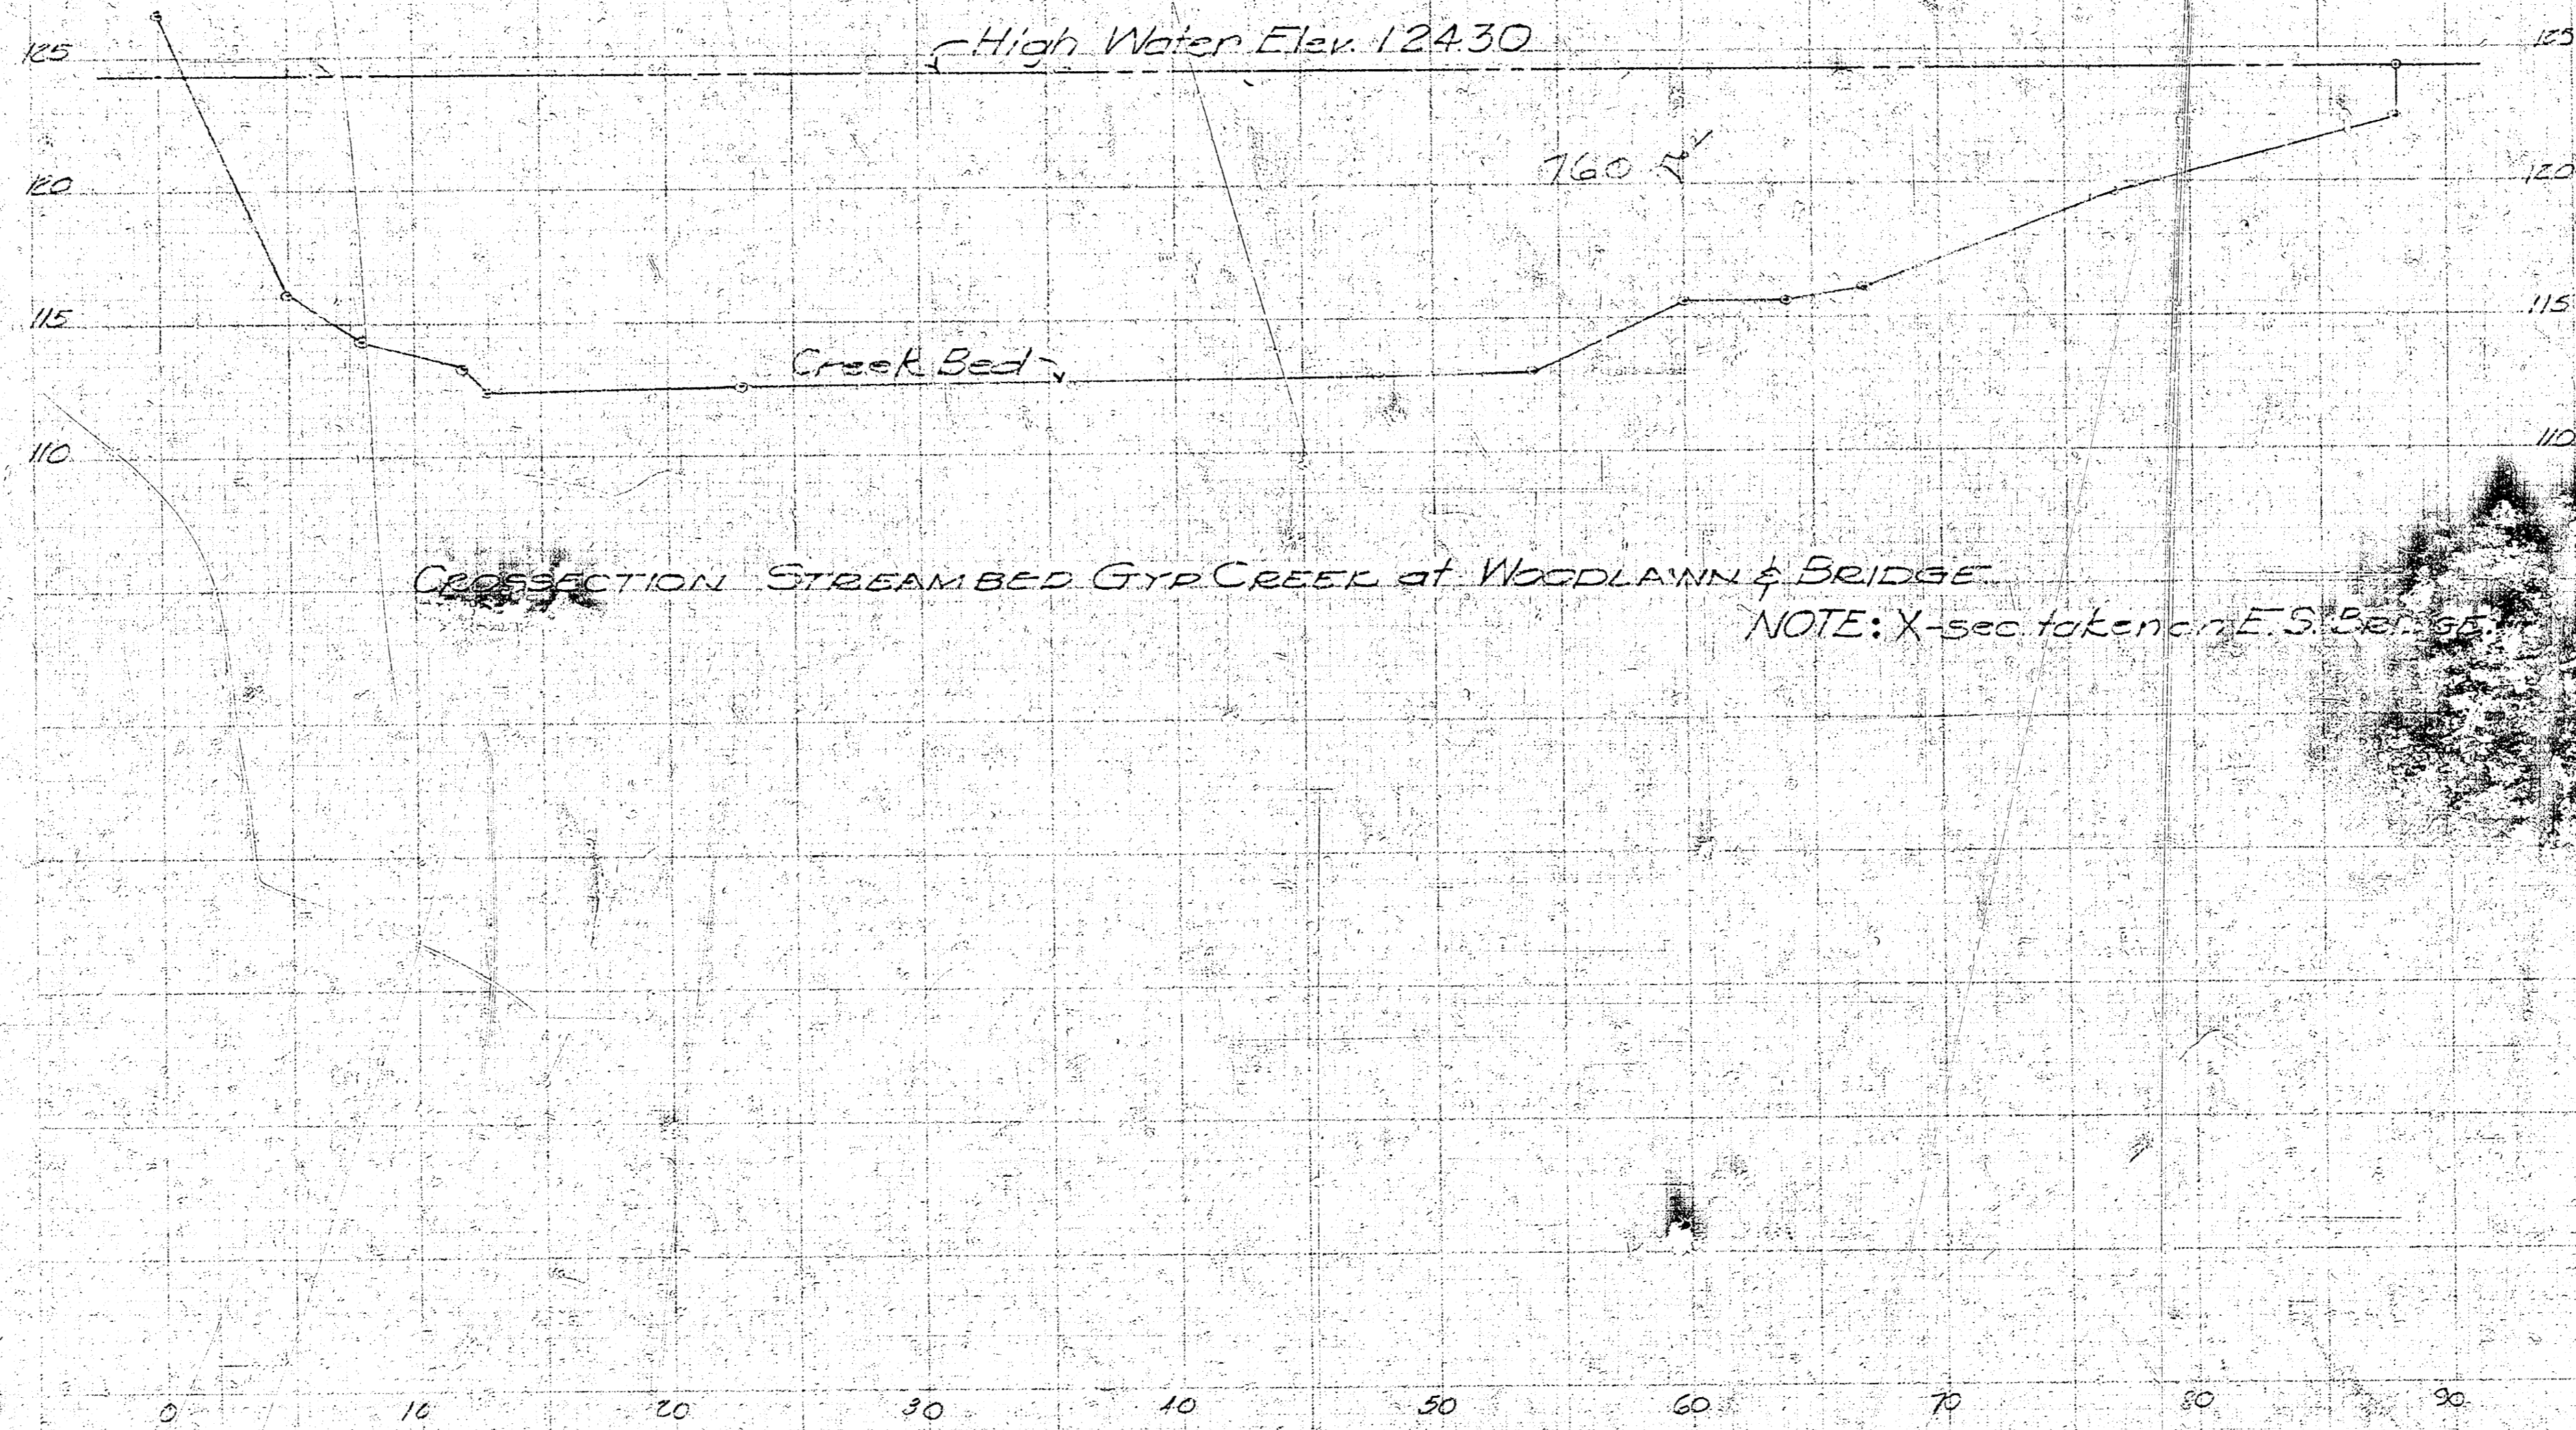 High Water Elev. 124.30
125 125
760
120 120
115 115
Creek Bed
110 110
CROSSECTION STREAMBED GYP CREEK at WOODLAWN & BRIDGE
NOTE: X-sec. taken on E. S. BRIDGE.
0 10 20 30 40 50 60 70 80 90